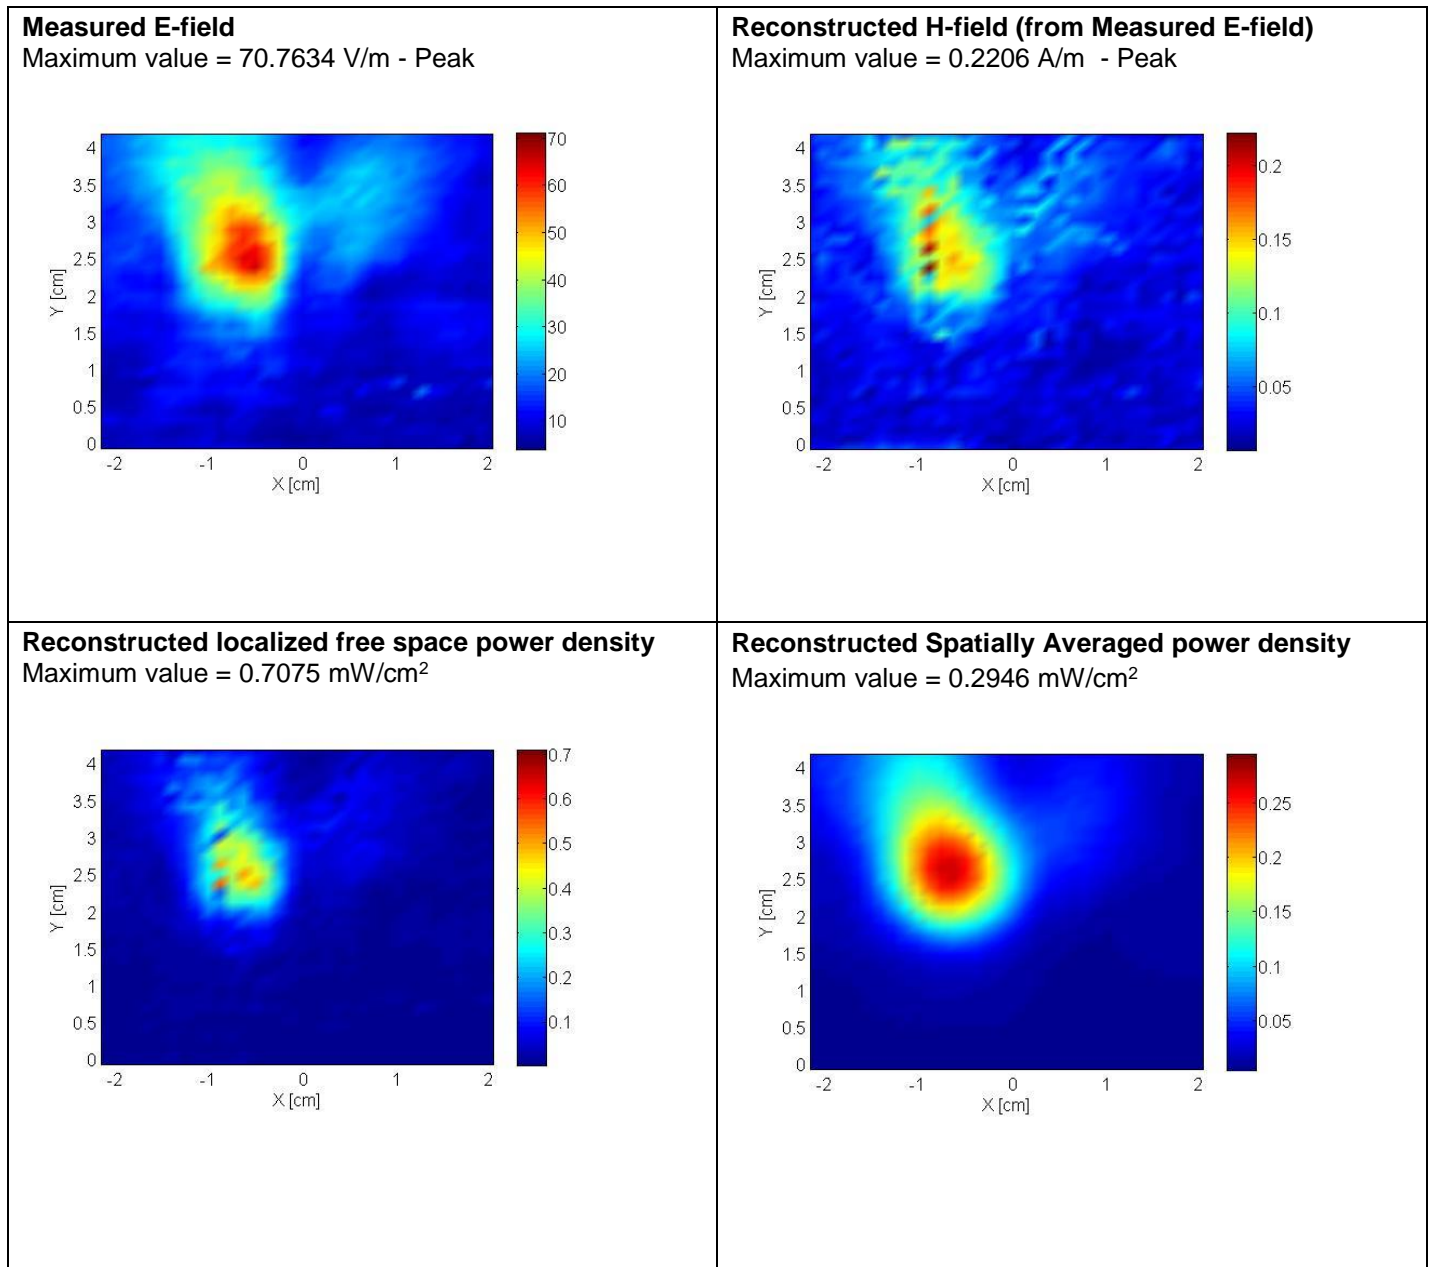 Measured E-field
Maximum value = 70.7634 V/m - Peak
4
3.5
3
2.5
2
1.5
1
0.5
0
Y [cm]
-2 -1 0 1 2
X [cm]
70
60
50
40
30
20
10
Reconstructed H-field (from Measured E-field)
Maximum value = 0.2206 A/m - Peak
4
3.5
3
2.5
2
1.5
1
0.5
0
Y [cm]
-2 -1 0 1 2
X [cm]
0.2
0.15
0.1
0.05
Reconstructed localized free space power density
Maximum value = 0.7075 mW/cm²
4
3.5
3
2.5
2
1.5
1
0.5
0
Y [cm]
-2 -1 0 1 2
X [cm]
0.7
0.6
0.5
0.4
0.3
0.2
0.1
Reconstructed Spatially Averaged power density
Maximum value = 0.2946 mW/cm²
4
3.5
3
2.5
2
1.5
1
0.5
0
Y [cm]
-2 -1 0 1 2
X [cm]
0.25
0.2
0.15
0.1
0.05